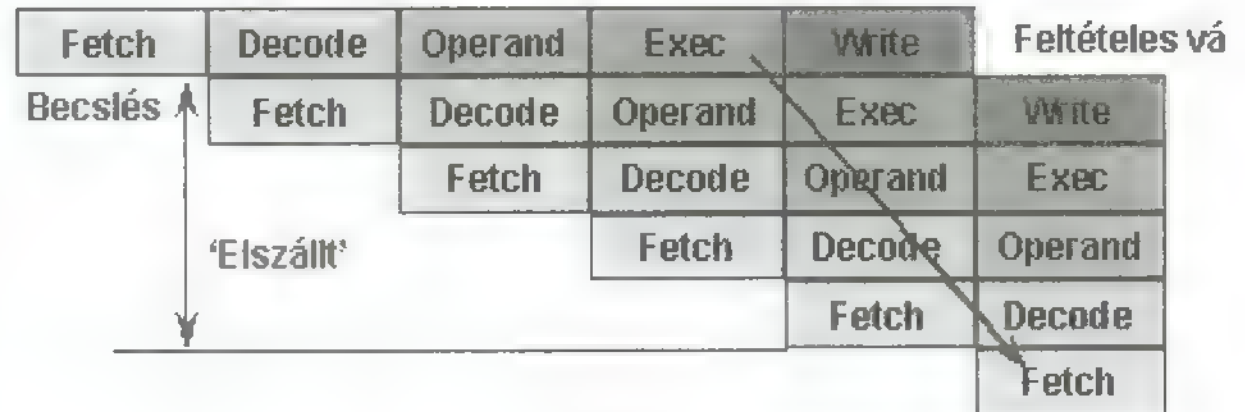 Fetch Decode Operand Exec Write Feltételes vá
Becslés Fetch Decode Operand Exec Write
Fetch Decode Operand Exec
'Elszállt' Fetch Decode Operand
Fetch Decode
Fetch